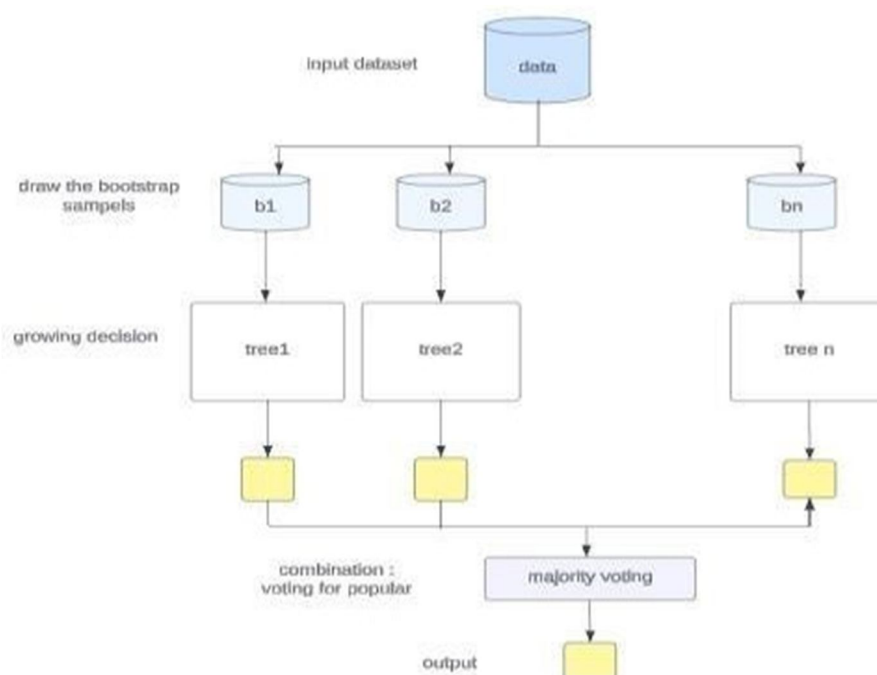 input dataset
data
draw the bootstrap
sampels
b1
b2
bn
growing decision
tree1
tree2
tree n
combination :
voting for popular
majority voting
output